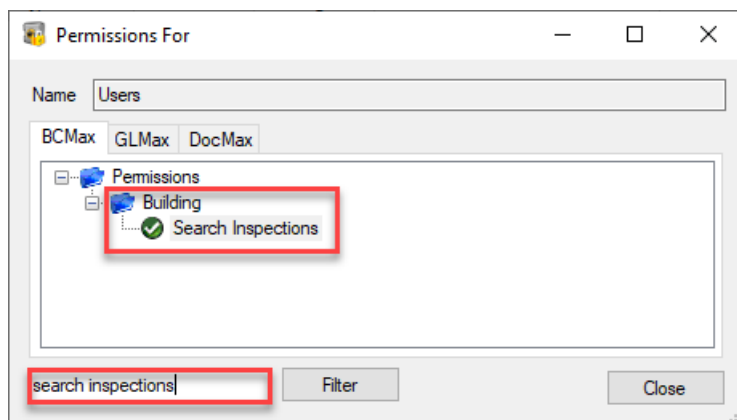 Permissions For
Name Users
BCMax GLMax DocMax
Permissions
Building
Search Inspections
search inspections Filter Close